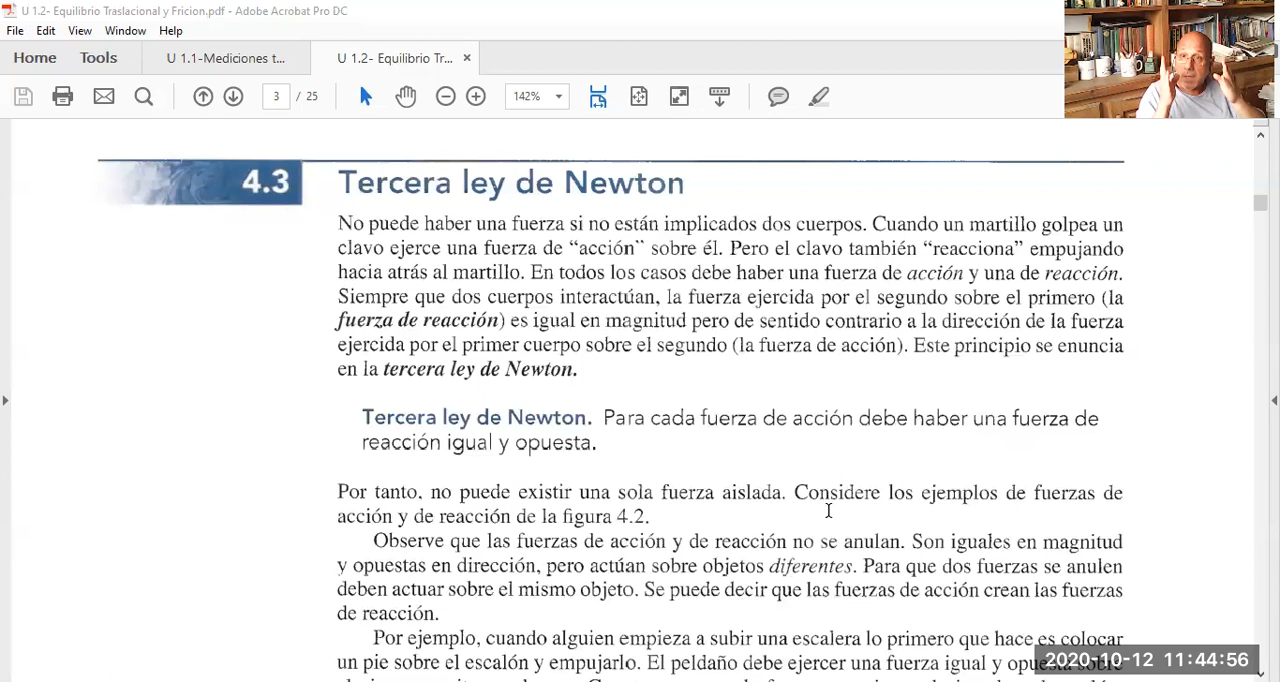 U 1.2- Equilibrio Traslacional y Friccion.pdf - Adobe Acrobat Pro DC
File Edit View Window Help
Home Tools U 1.1-Mediciones t... U 1.2- Equilibrio Tr... ×
3 / 25 142%
4.3 Tercera ley de Newton
No puede haber una fuerza si no están implicados dos cuerpos. Cuando un martillo golpea un
clavo ejerce una fuerza de “acción” sobre él. Pero el clavo también “reacciona” empujando
hacia atrás al martillo. En todos los casos debe haber una fuerza de acción y una de reacción.
Siempre que dos cuerpos interactúan, la fuerza ejercida por el segundo sobre el primero (la
fuerza de reacción) es igual en magnitud pero de sentido contrario a la dirección de la fuerza
ejercida por el primer cuerpo sobre el segundo (la fuerza de acción). Este principio se enuncia
en la tercera ley de Newton.
Tercera ley de Newton. Para cada fuerza de acción debe haber una fuerza de
reacción igual y opuesta.
Por tanto, no puede existir una sola fuerza aislada. Considere los ejemplos de fuerzas de
acción y de reacción de la figura 4.2.
Observe que las fuerzas de acción y de reacción no se anulan. Son iguales en magnitud
y opuestas en dirección, pero actúan sobre objetos diferentes. Para que dos fuerzas se anulen
deben actuar sobre el mismo objeto. Se puede decir que las fuerzas de acción crean las fuerzas
de reacción.
Por ejemplo, cuando alguien empieza a subir una escalera lo primero que hace es colocar
un pie sobre el escalón y empujarlo. El peldaño debe ejercer una fuerza igual y
2020-10-12 11:44:56